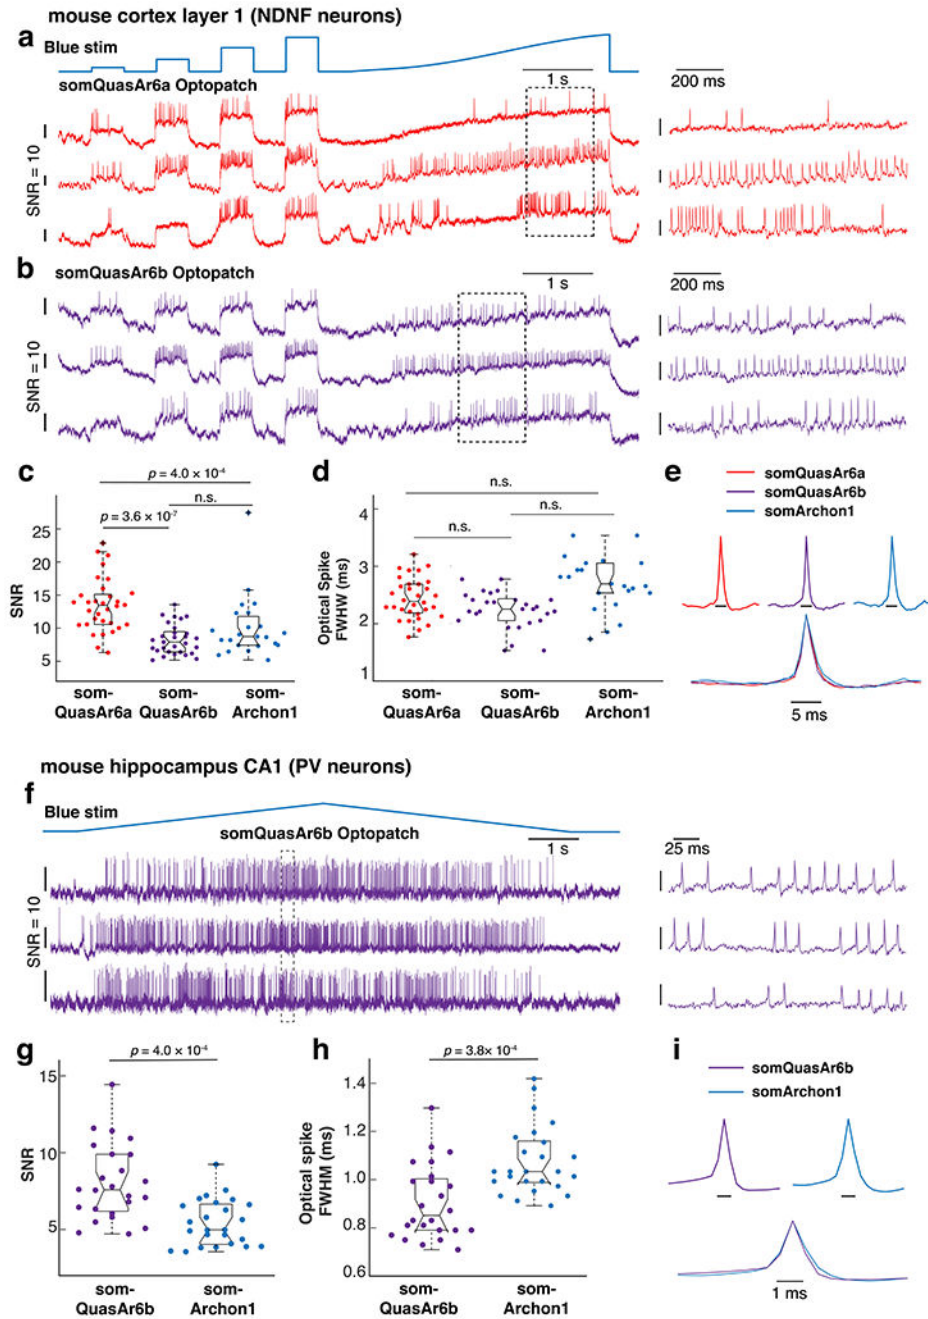 mouse cortex layer 1 (NDNF neurons)
a
Blue stim
1 s
200 ms
somQuasAr6a Optopatch
SNR = 10
b
somQuasAr6b Optopatch
1 s
200 ms
SNR = 10
c
p = 4.0 × 10-4
n.s.
p = 3.6 × 10-7
SNR
25
20
15
10
5
som-QuasAr6a
som-QuasAr6b
som-Archon1
d
n.s.
n.s.
n.s.
Optical Spike
FWHW (ms)
4
3
2
1
som-QuasAr6a
som-QuasAr6b
som-Archon1
e
somQuasAr6a
somQuasAr6b
somArchon1
5 ms
mouse hippocampus CA1 (PV neurons)
f
Blue stim
somQuasAr6b Optopatch
1 s
25 ms
SNR = 10
g
p = 4.0 × 10-4
SNR
15
10
5
som-QuasAr6b
som-Archon1
h
p = 3.8× 10-4
Optical spike
FWHM (ms)
1.4
1.2
1.0
0.8
0.6
som-QuasAr6b
som-Archon1
i
somQuasAr6b
somArchon1
1 ms